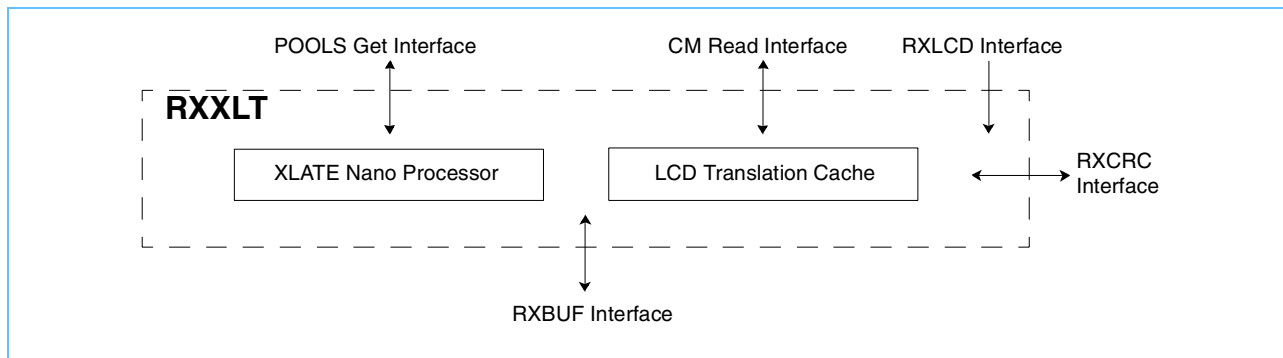 POOLS Get Interface
CM Read Interface
RXLCD Interface
RXXLT
XLATE Nano Processor
LCD Translation Cache
RXCRC
Interface
RXBUF Interface